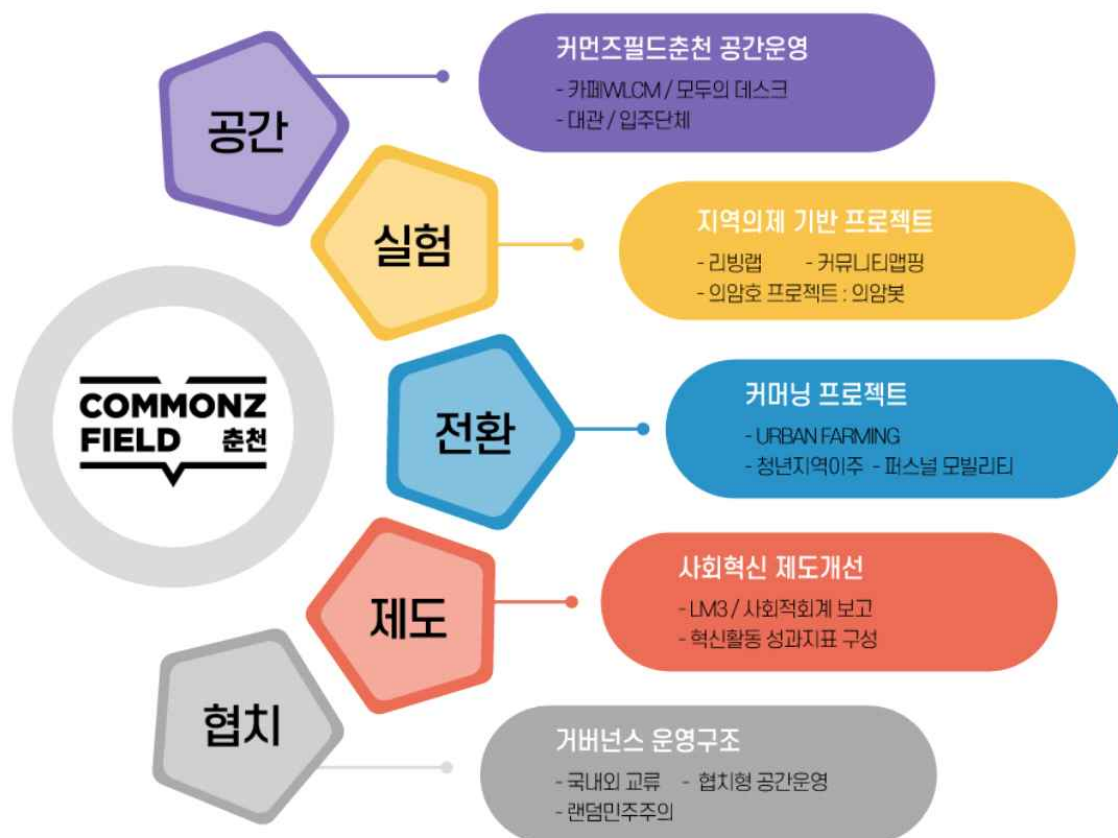 공간
커먼즈필드춘천 공간운영
- 카페WLCM / 모두의 데스크
- 대관 / 입주단체
실험
지역의제 기반 프로젝트
- 리빙랩 - 커뮤니티맵핑
- 의암호 프로젝트 : 의암봇
COMMONZ
FIELD 춘천
전환
커머닝 프로젝트
- URBAN FARMING
- 청년지역이주 - 퍼스널 모빌리티
제도
사회혁신 제도개선
- LM3 / 사회적회계 보고
- 혁신활동 성과지표 구성
협치
거버넌스 운영구조
- 국내외 교류 - 협치형 공간운영
- 랜덤민주주의